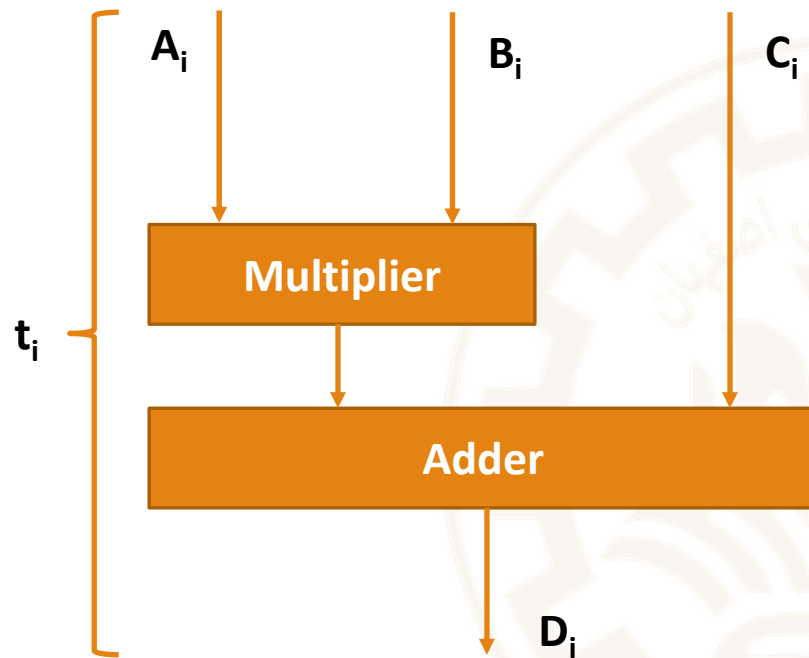 Aᵢ
Bᵢ
Cᵢ
Multiplier
tᵢ
Adder
Dᵢ